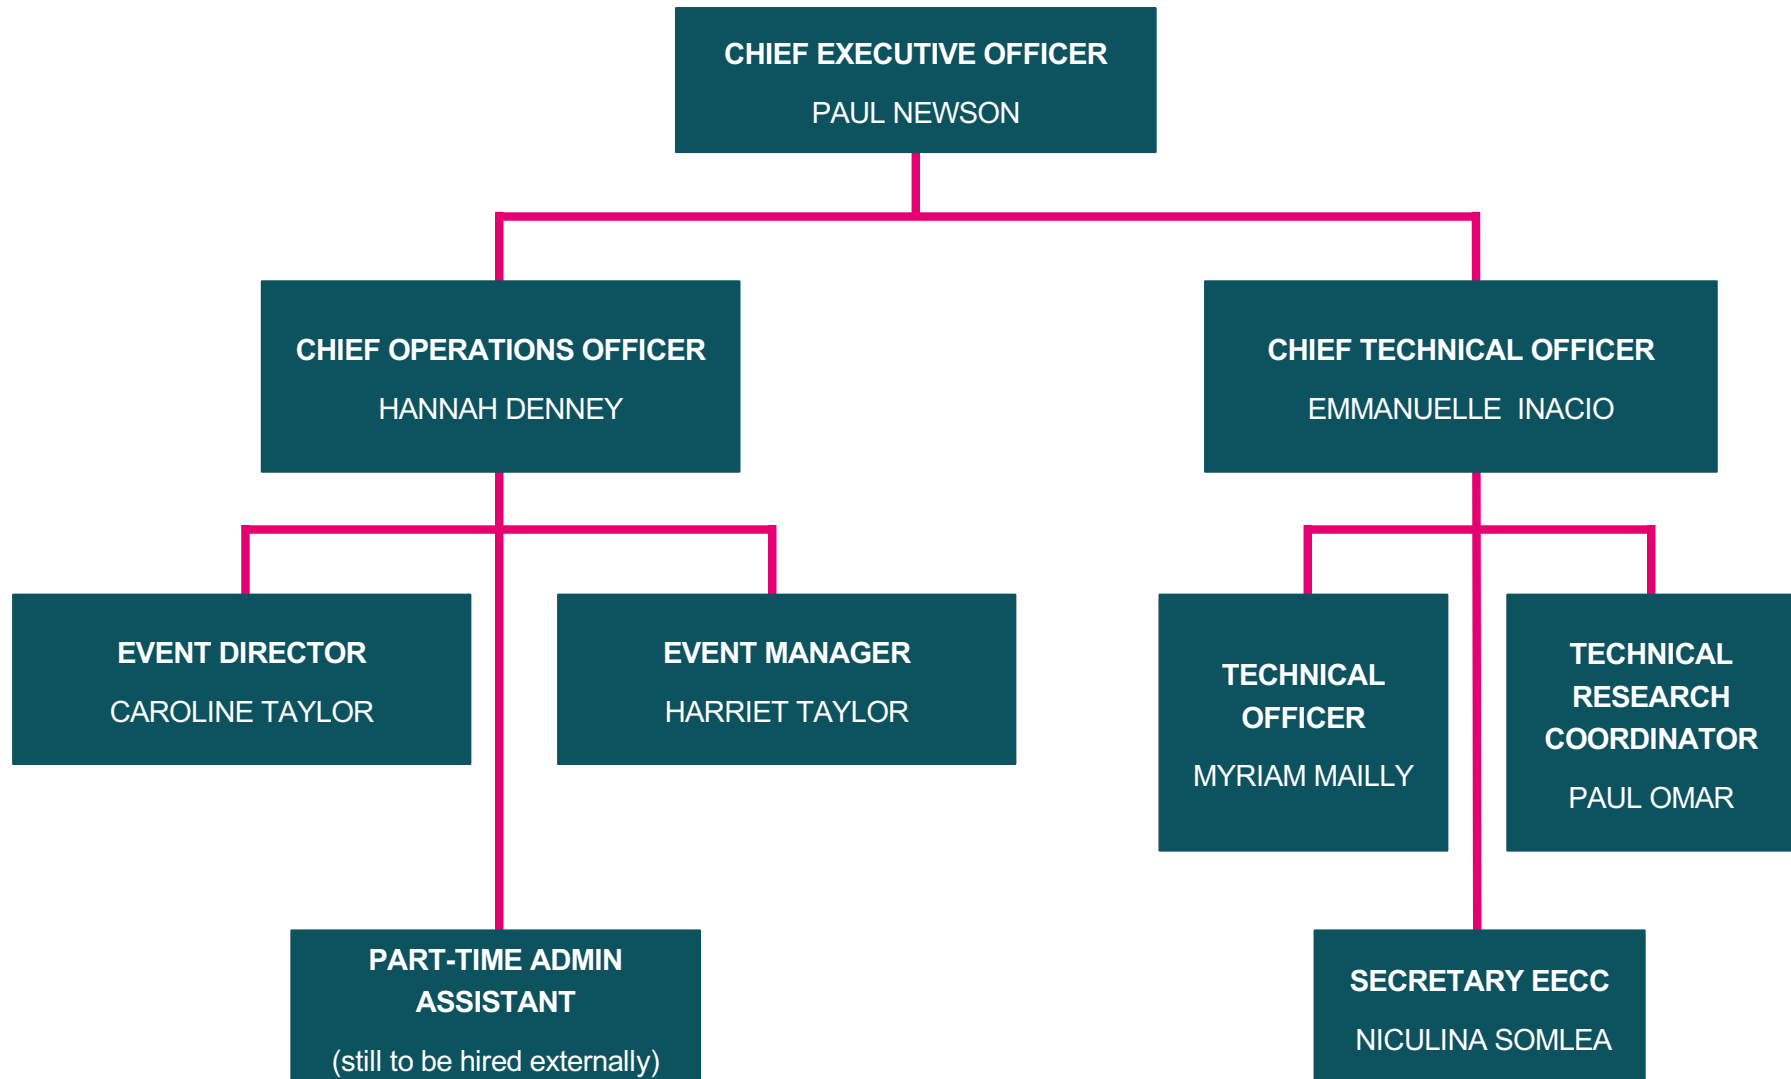 CHIEF EXECUTIVE OFFICER
PAUL NEWSON
CHIEF OPERATIONS OFFICER
HANNAH DENNEY
CHIEF TECHNICAL OFFICER
EMMANUELLE INACIO
EVENT DIRECTOR
CAROLINE TAYLOR
EVENT MANAGER
HARRIET TAYLOR
TECHNICAL
OFFICER
MYRIAM MAILLY
TECHNICAL
RESEARCH
COORDINATOR
PAUL OMAR
PART-TIME ADMIN
ASSISTANT
(still to be hired externally)
SECRETARY EECC
NICULINA SOMLEA